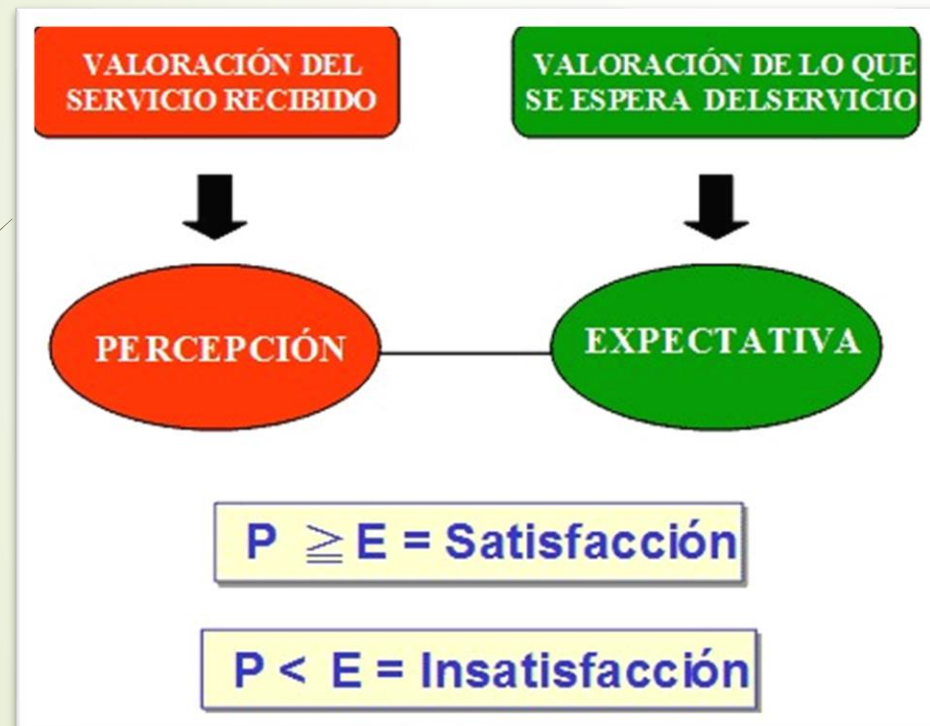 VALORACIÓN DEL
SERVICIO RECIBIDO
VALORACIÓN DE LO QUE
SE ESPERA DELSERVICIO
PERCEPCIÓN
EXPECTATIVA
P ≧ E = Satisfacción
P < E = Insatisfacción